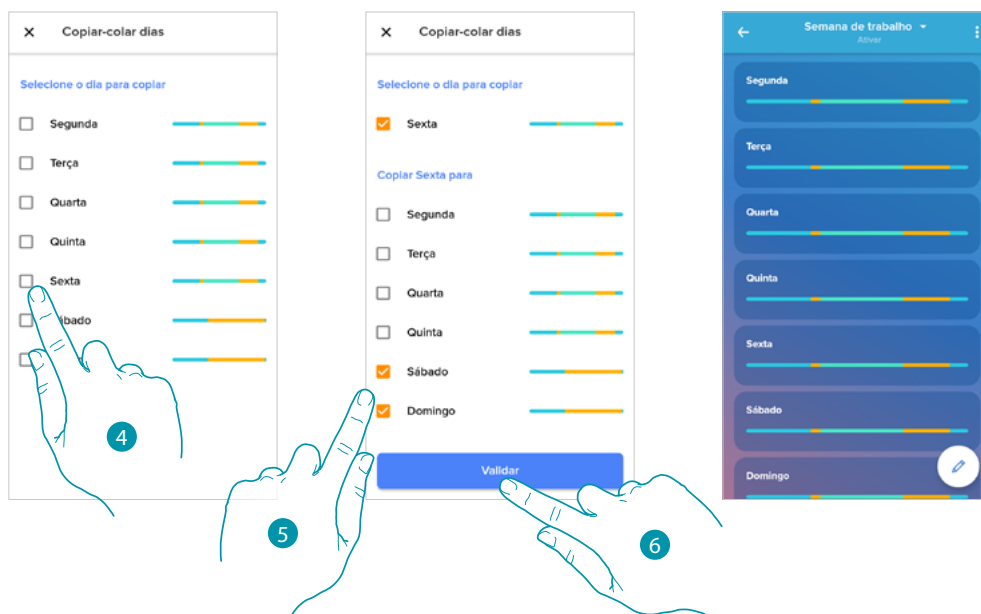 Copiar-colar dias
Selecione o dia para copiar
Segunda
Terça
Quarta
Quinta
Sexta
4
Copiar-colar dias
Selecione o dia para copiar
Sexta
Copiar Sexta para
Segunda
Terça
Quarta
Quinta
Sábado
Domingo
Validar
5
6
Semana de trabalho
Ativar
Segunda
Terça
Quarta
Quinta
Sexta
Sábado
Domingo